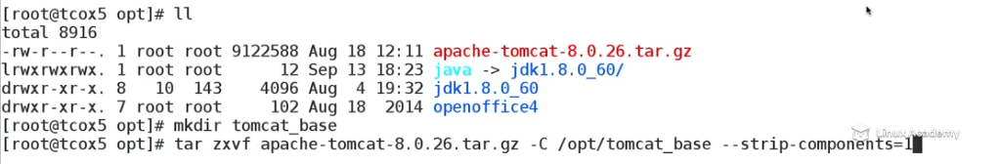 [root@tcox5 opt]# ll
total 8916
-rw-r--r--. 1 root root 9122588 Aug 18 12:11 apache-tomcat-8.0.26.tar.gz
lrwxrwxrwx. 1 root root      12 Sep 13 18:23 java -> jdk1.8.0_60/
drwxr-xr-x. 8   10  143    4096 Aug  4 19:32 jdk1.8.0_60
drwxr-xr-x. 7 root root     102 Aug 18  2014 openoffice4
[root@tcox5 opt]# mkdir tomcat_base
Linux Academy
[root@tcox5 opt]# tar zxvf apache-tomcat-8.0.26.tar.gz -C /opt/tomcat_base --strip-components=1